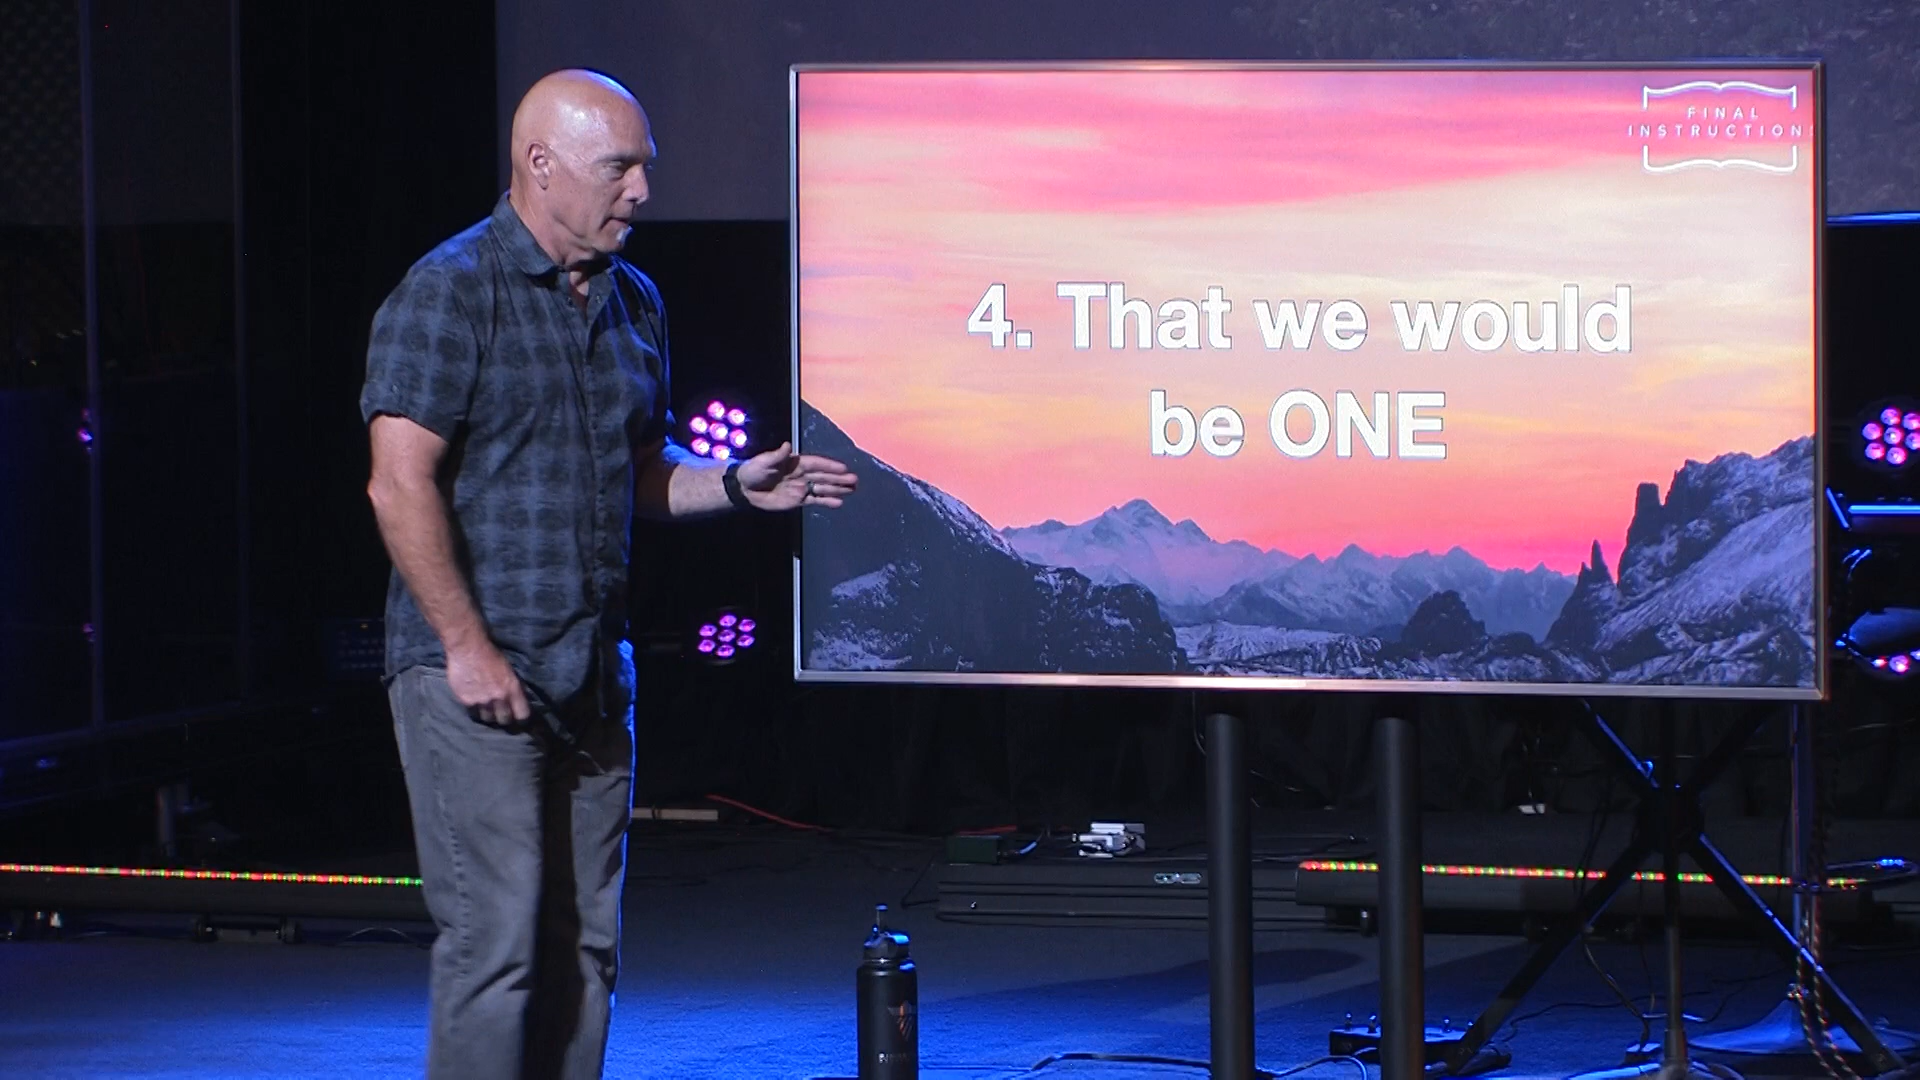 FINAL
INSTRUCTIONS
4. That we would
be ONE